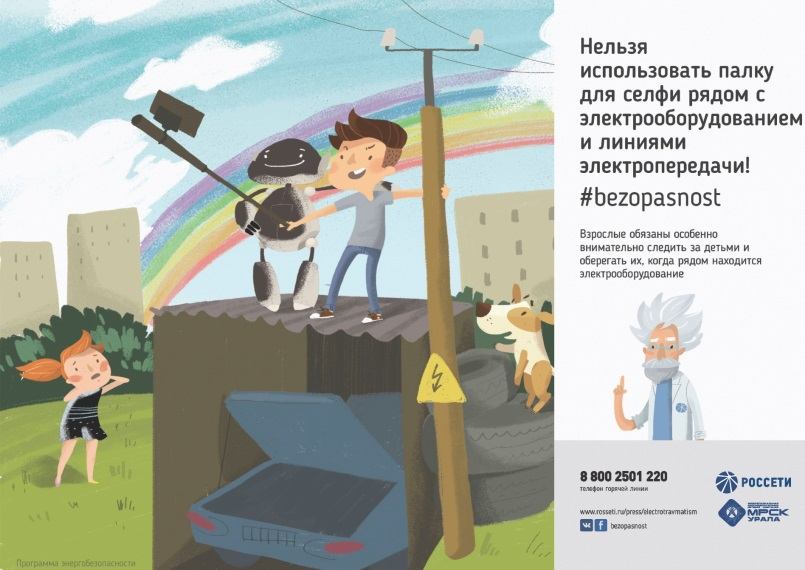 Нельзя
использовать палку
для селфи рядом с
электрооборудованием
и линиями
электропередачи!
#bezopasnost
Взрослые обязаны особенно
внимательно следить за детьми и
оберегать их, когда рядом находится
электрооборудование
8 800 2501 220
телефон горячей линии
www.rosseti.ru/press/electrotravmatism
bezopasnost
РОССЕТИ
МРСК
УРАЛА
Программа энергобезопасности